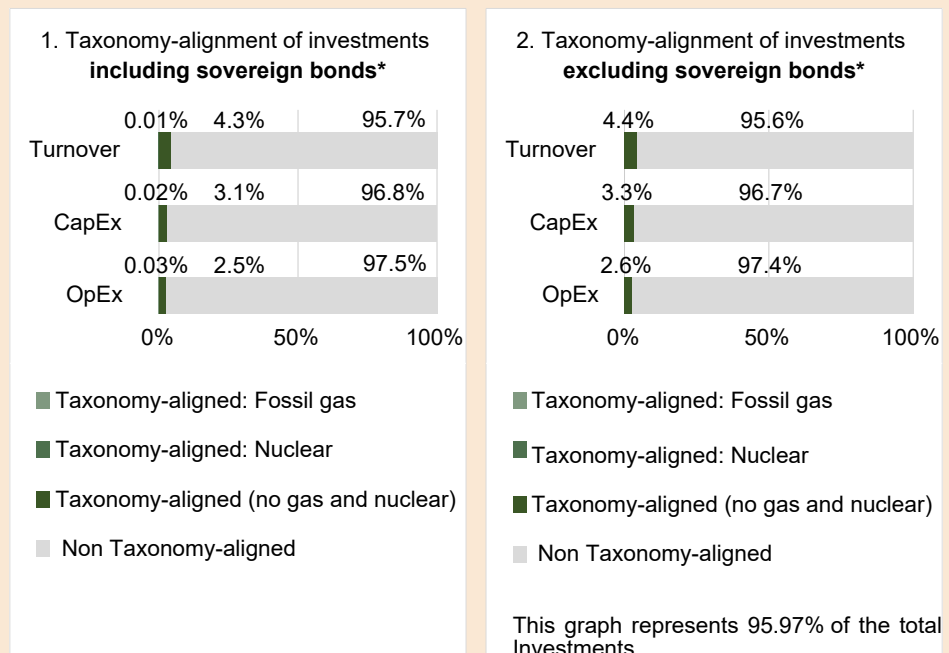 1. Taxonomy-alignment of investments
including sovereign bonds*
0.01% 4.3% 95.7%
Turnover
0.02% 3.1% 96.8%
CapEx
0.03% 2.5% 97.5%
OpEx
0% 50% 100%
Taxonomy-aligned: Fossil gas
Taxonomy-aligned: Nuclear
Taxonomy-aligned (no gas and nuclear)
Non Taxonomy-aligned
2. Taxonomy-alignment of investments
excluding sovereign bonds*
4.4% 95.6%
Turnover
3.3% 96.7%
CapEx
2.6% 97.4%
OpEx
0% 50% 100%
Taxonomy-aligned: Fossil gas
Taxonomy-aligned: Nuclear
Taxonomy-aligned (no gas and nuclear)
Non Taxonomy-aligned
This graph represents 95.97% of the total
Investments